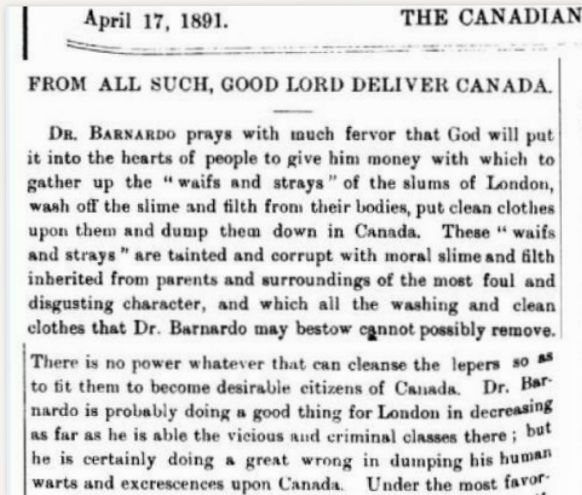 April 17, 1891. THE CANADIAN
FROM ALL SUCH, GOOD LORD DELIVER CANADA.
DR. BARNARDO prays with much fervor that God will put
it into the hearts of people to give him money with which to
gather up the "waifs and strays" of the slums of London,
wash off the slime and filth from their bodies, put clean clothes
upon them and dump them down in Canada. These "waifs
and strays" are tainted and corrupt with moral slime and filth
inherited from parents and surroundings of the most foul and
disgusting character, and which all the washing and clean
clothes that Dr. Barnardo may bestow cannot possibly remove.
There is no power whatever that can cleanse the lepers so as
to fit them to become desirable citizens of Canada. Dr. Bar-
nardo is probably doing a good thing for London in decreasing
as far as he is able the vicious and criminal classes there ; but
he is certainly doing a great wrong in dumping his human
warts and excrescences upon Canada. Under the most favor-